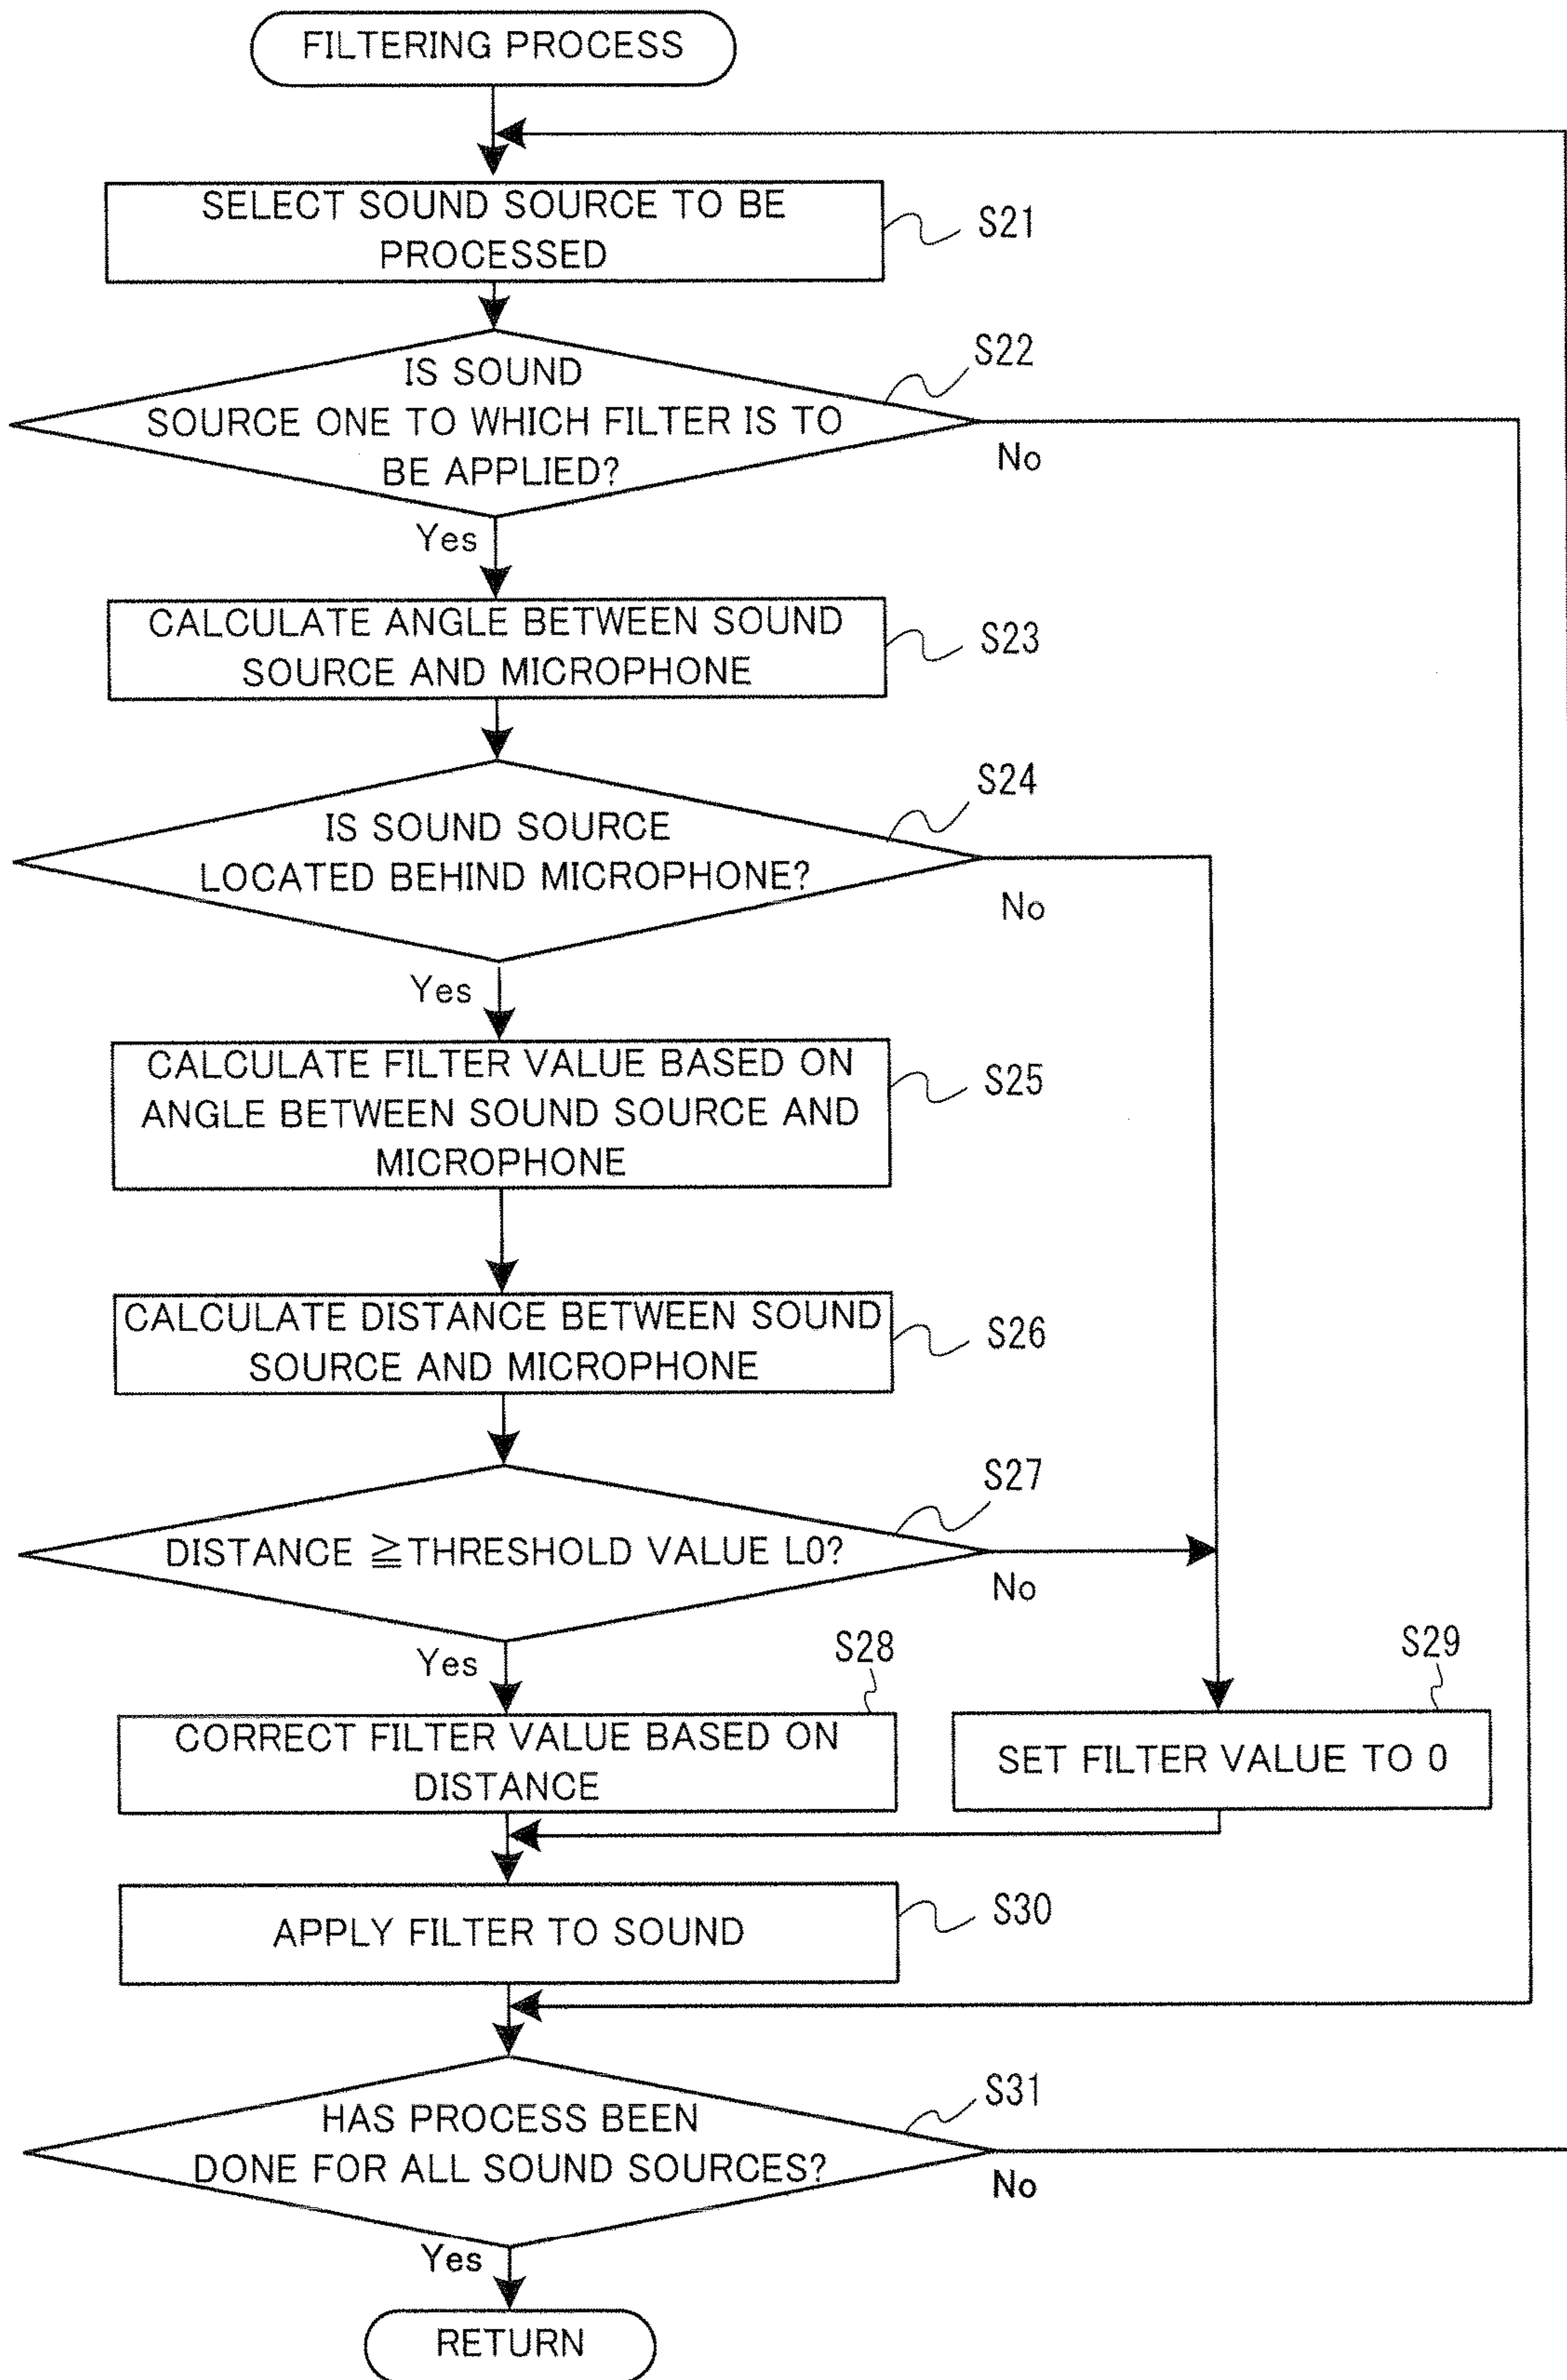 FILTERING PROCESS
SELECT SOUND SOURCE TO BE
PROCESSED
S21
IS SOUND
SOURCE ONE TO WHICH FILTER IS TO
BE APPLIED?
S22
No
Yes
CALCULATE ANGLE BETWEEN SOUND
SOURCE AND MICROPHONE
S23
IS SOUND SOURCE
LOCATED BEHIND MICROPHONE?
S24
No
Yes
CALCULATE FILTER VALUE BASED ON
ANGLE BETWEEN SOUND SOURCE AND
MICROPHONE
S25
CALCULATE DISTANCE BETWEEN SOUND
SOURCE AND MICROPHONE
S26
DISTANCE ≧THRESHOLD VALUE L0?
S27
No
Yes
S28
CORRECT FILTER VALUE BASED ON
DISTANCE
S29
SET FILTER VALUE TO 0
APPLY FILTER TO SOUND
S30
HAS PROCESS BEEN
DONE FOR ALL SOUND SOURCES?
S31
No
Yes
RETURN